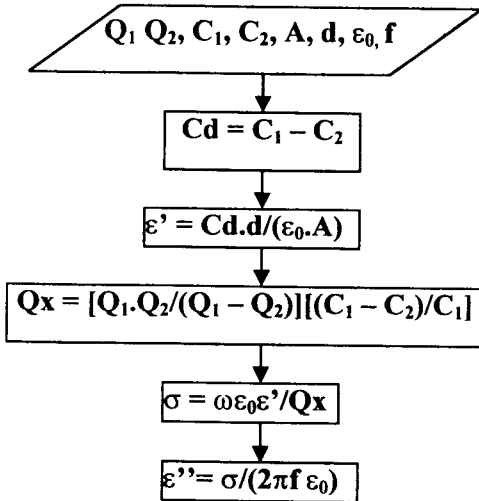 Q₁ Q₂, C₁, C₂, A, d, ε₀, f
Cd = C₁ – C₂
ε' = Cd.d/(ε₀.A)
Qx = [Q₁.Q₂/(Q₁ – Q₂)][(C₁ – C₂)/C₁]
σ = ωε₀ε'/Qx
ε''= σ/(2πf ε₀)